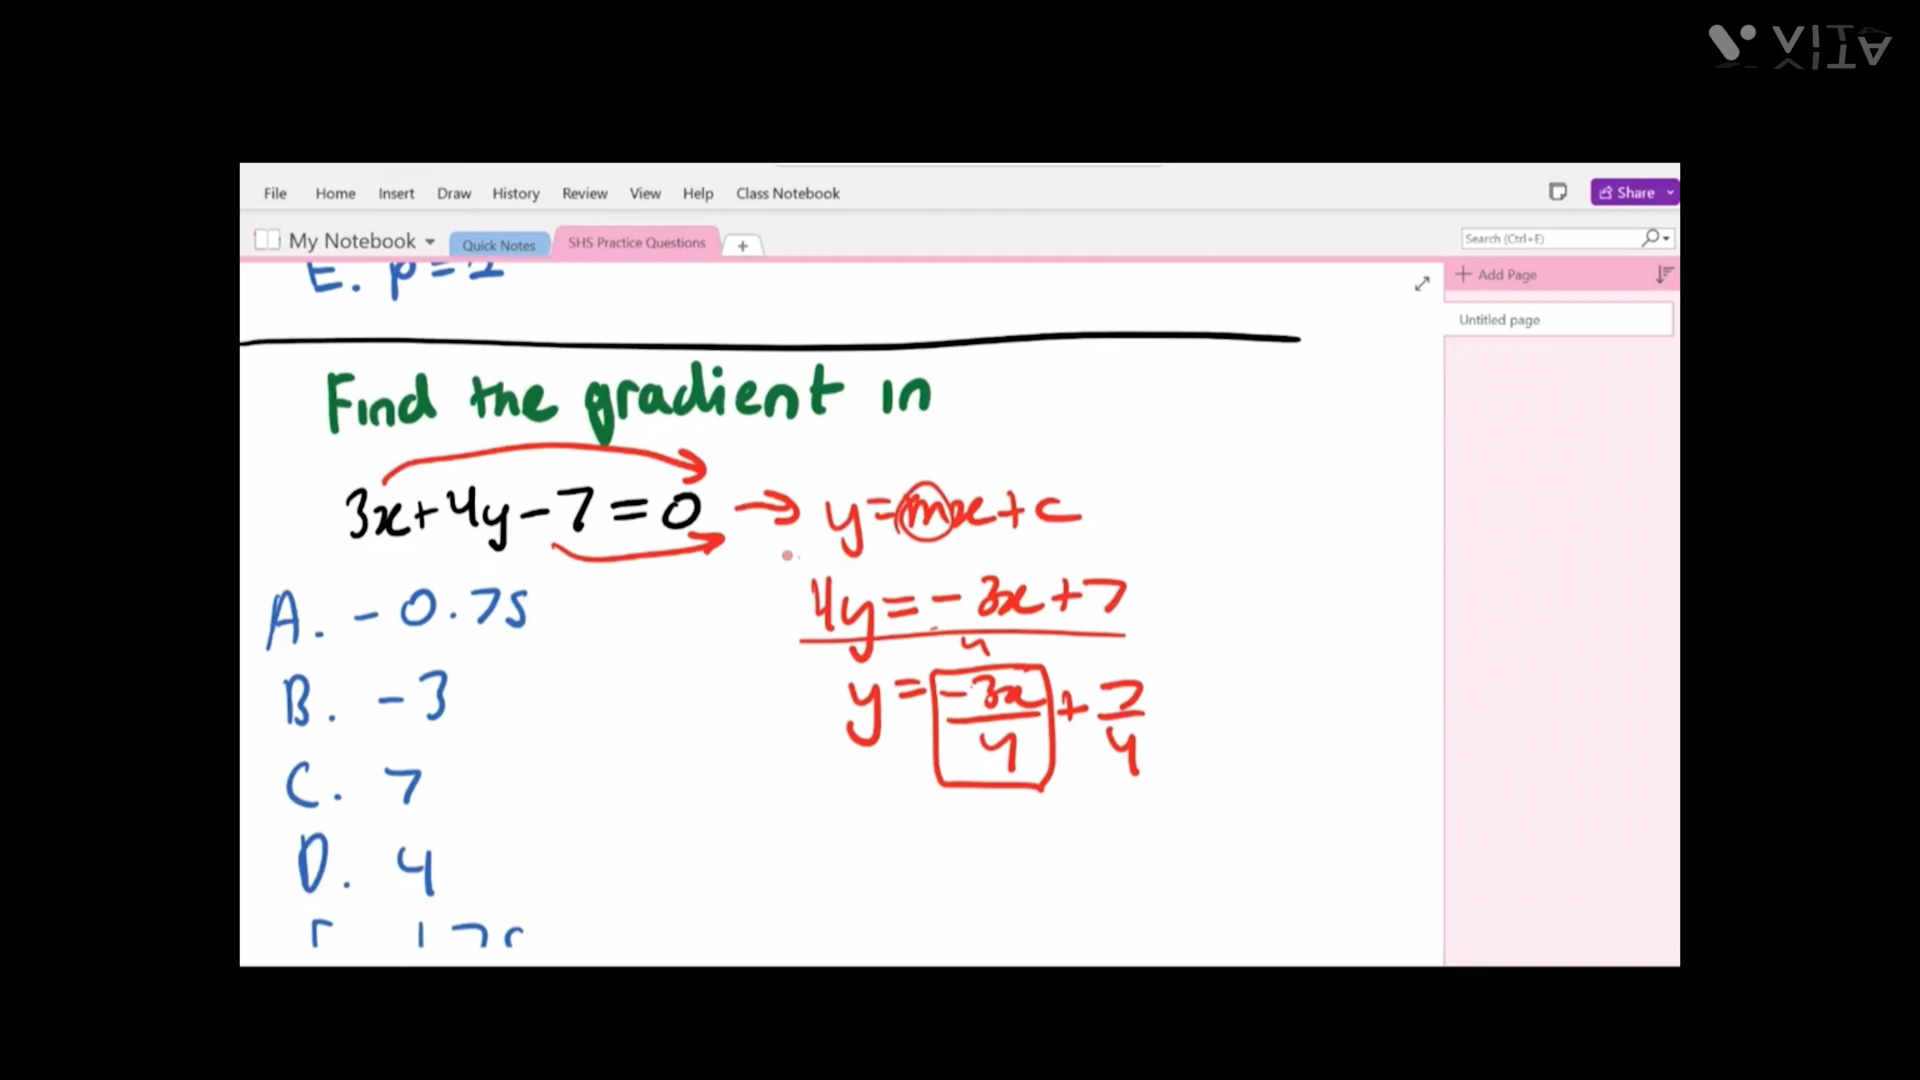 VITA
File Home Insert Draw History Review View Help Class Notebook Share
My Notebook Quick Notes SHS Practice Questions + Search (Ctrl+E)
E. p=1
+ Add Page
Untitled page
Find the gradient in
3x+4y-7=0 → y=mx+c
4y=-3x+7
4
y=-3x/4+7/4
A. -0.75
B. -3
C. 7
D. 4